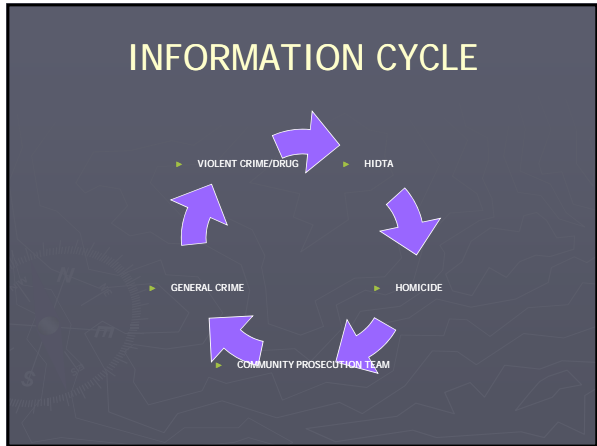 INFORMATION CYCLE
► VIOLENT CRIME/DRUG
► HIDTA
► GENERAL CRIME
► HOMICIDE
► COMMUNITY PROSECUTION TEAM
N
m
S